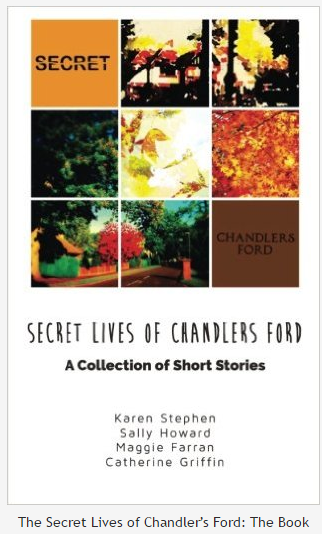 SECRET
CHANDLERS
FORD
SECRET LIVES OF CHANDLERS FORD
A Collection of Short Stories
Karen Stephen
Sally Howard
Maggie Farran
Catherine Griffin
The Secret Lives of Chandler's Ford: The Book